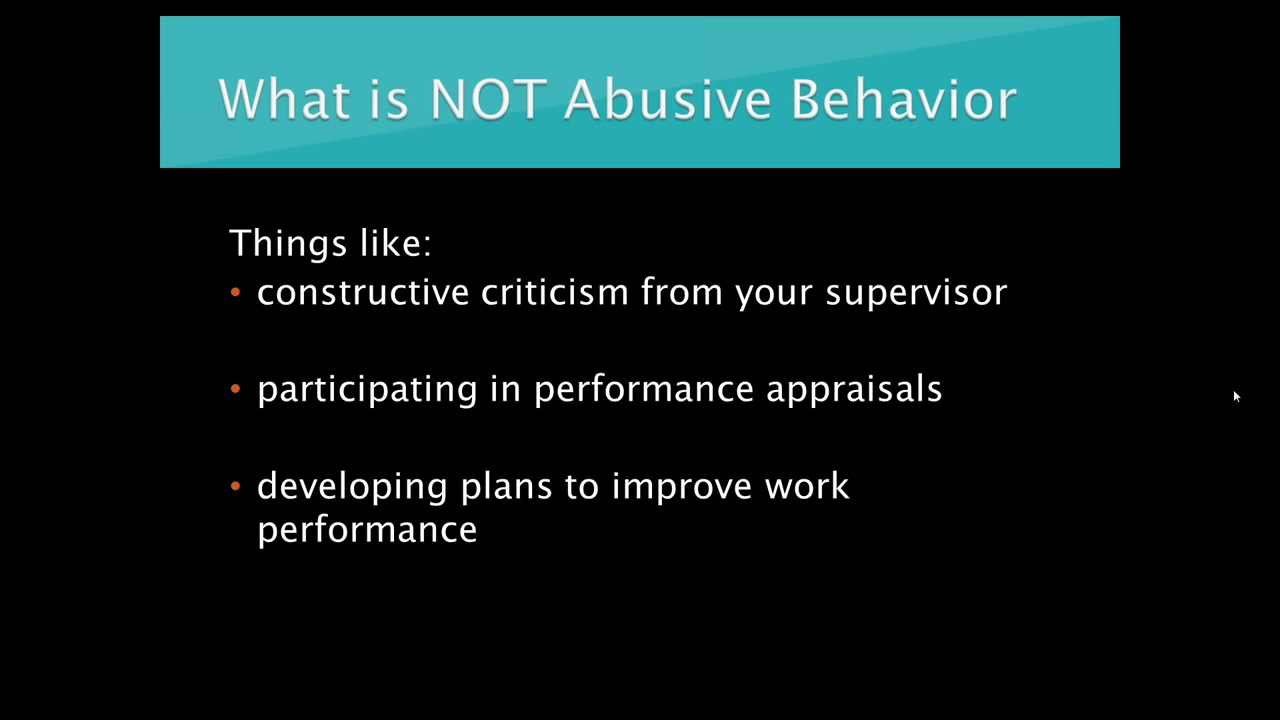 What is NOT Abusive Behavior
Things like:
• constructive criticism from your supervisor
• participating in performance appraisals
• developing plans to improve work
performance